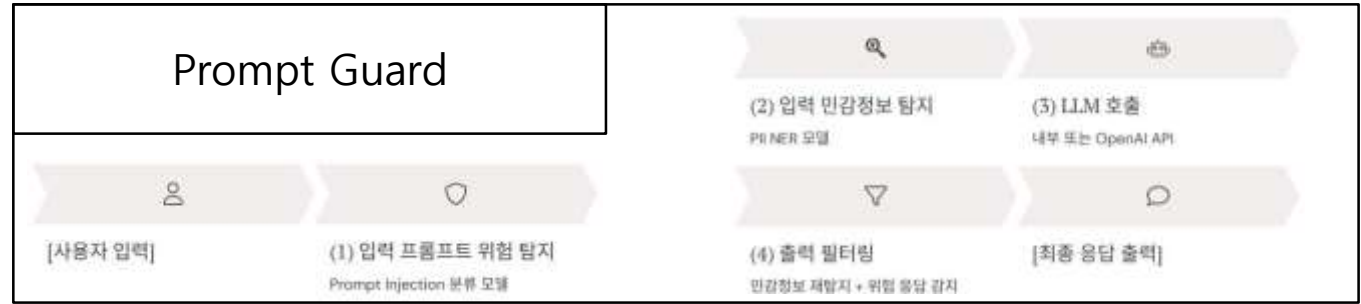 Prompt Guard
[사용자 입력]
(1) 입력 프롬프트 위험 탐지
Prompt Injection 분류 모델
(2) 입력 민감정보 탐지
PII NER 모델
(3) LLM 호출
내부 또는 OpenAI API
(4) 출력 필터링
민감정보 재탐지 + 위험 응답 감지
[최종 응답 출력]